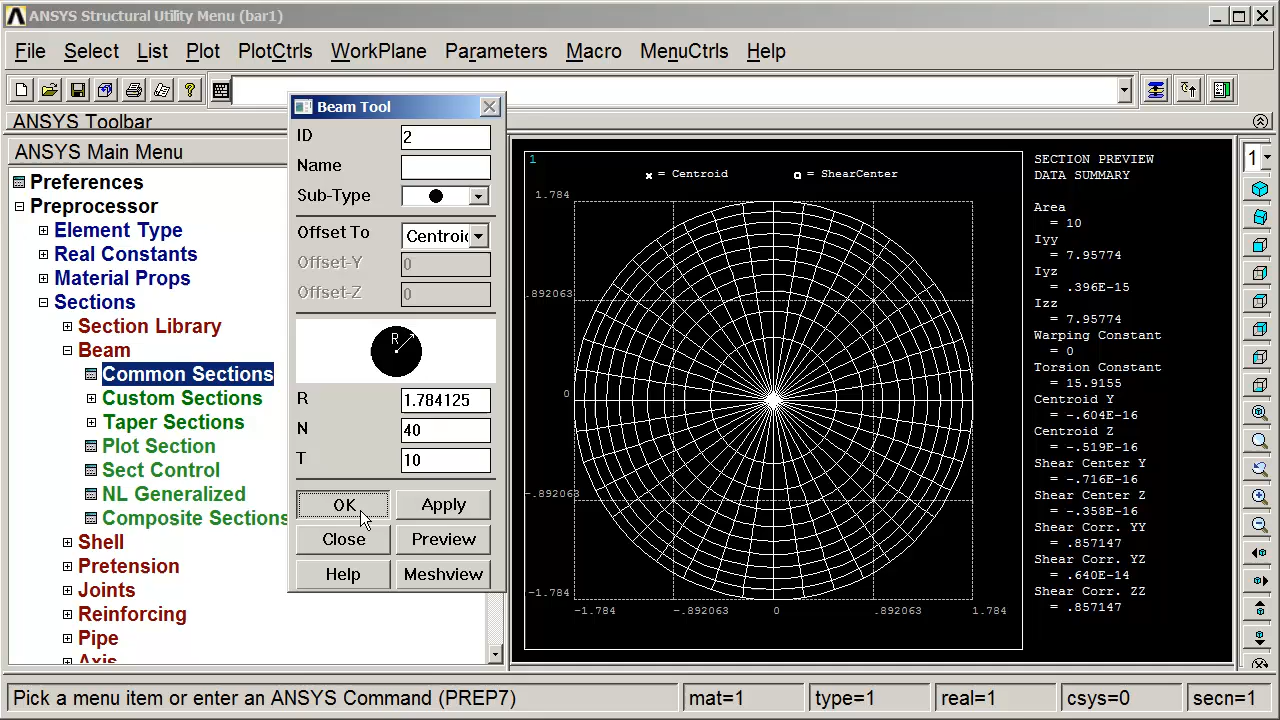 ANSYS Structural Utility Menu (bar1)
File Select List Plot PlotCtrls WorkPlane Parameters Macro MenuCtrls Help
ANSYS Toolbar
ANSYS Main Menu
Preferences
Preprocessor
Element Type
Real Constants
Material Props
Sections
Section Library
Beam
Common Sections
Custom Sections
Taper Sections
Plot Section
Sect Control
NL Generalized
Composite Sections
Shell
Pretension
Joints
Reinforcing
Pipe
Axis
Beam Tool
ID 2
Name
Sub-Type
Offset To Centroid
Offset-Y 0
Offset-Z 0
R
R 1.784125
N 40
T 10
OK Apply
Close Preview
Help Meshview
1
× = Centroid o = ShearCenter
1.784
.892063
0
-.892063
-1.784
-1.784 -.892063 0 .892063 1.784
SECTION PREVIEW
DATA SUMMARY
Area
= 10
Iyy
= 7.95774
Iyz
= .396E-15
Izz
= 7.95774
Warping Constant
= 0
Torsion Constant
= 15.9155
Centroid Y
= -.604E-16
Centroid Z
= -.519E-16
Shear Center Y
= -.716E-16
Shear Center Z
= -.358E-16
Shear Corr. YY
= .857147
Shear Corr. YZ
= .640E-14
Shear Corr. ZZ
= .857147
1
Pick a menu item or enter an ANSYS Command (PREP7) mat=1 type=1 real=1 csys=0 secn=1